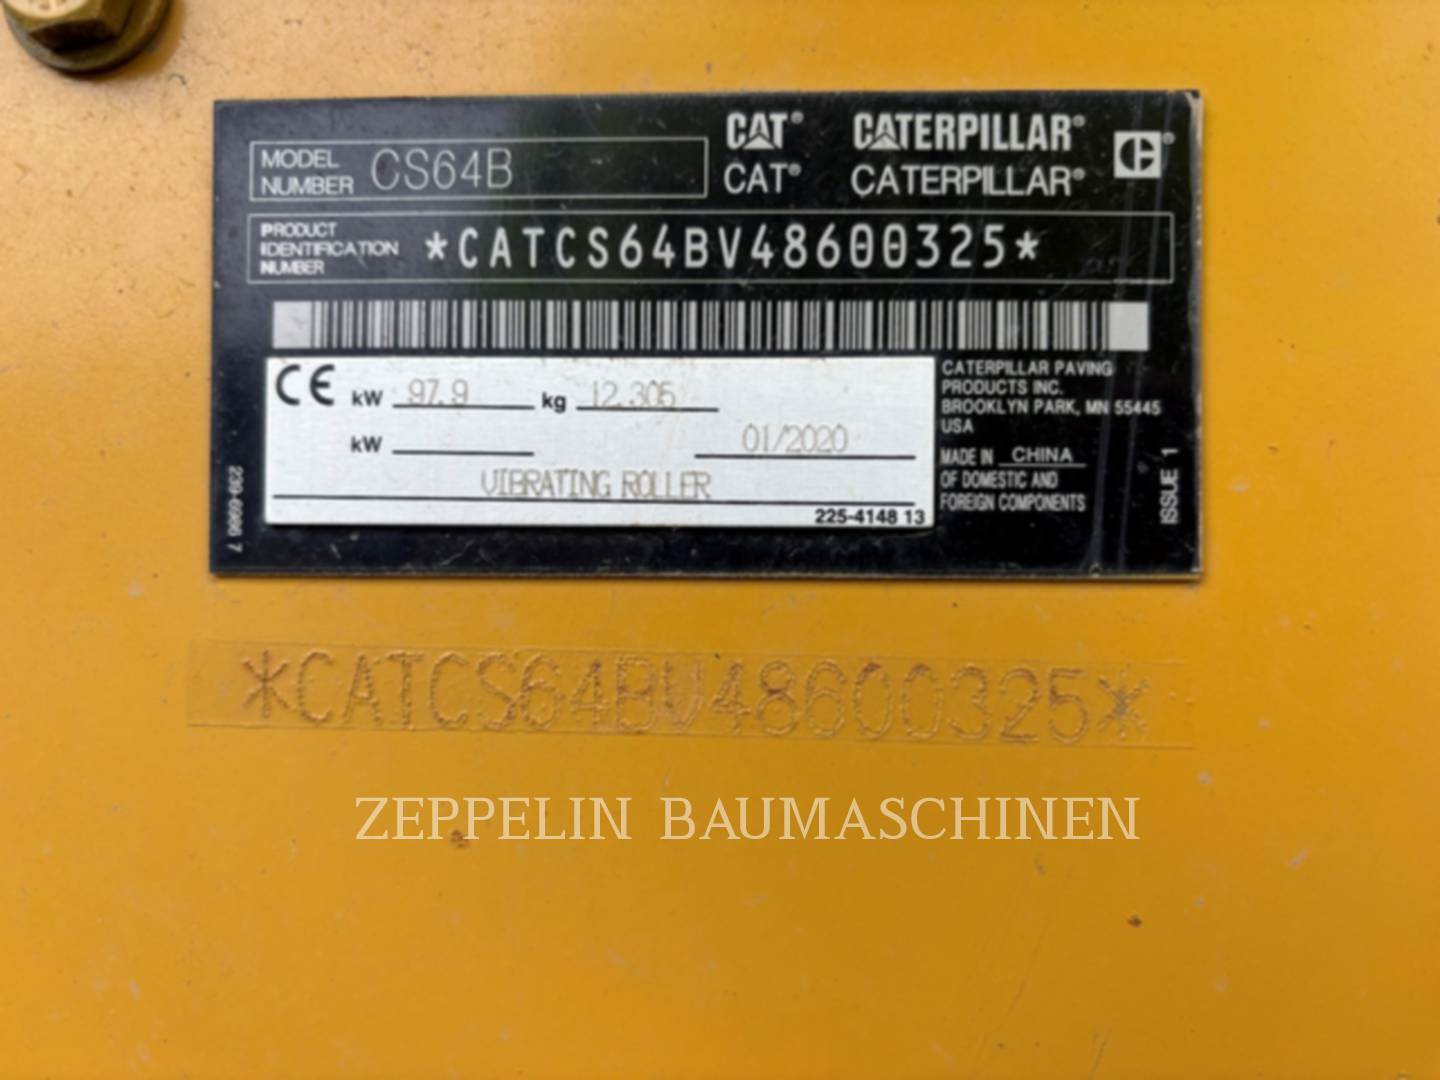 MODEL NUMBER CS64B
CAT® CATERPILLAR®
CAT® CATERPILLAR®
CE®
PRODUCT IDENTIFICATION NUMBER *CATCS64BV48600325*
CE kW 97.9 kg 12.305
kW 01/2020
VIBRATING ROLLER
225-4148 13
CATERPILLAR PAVING
PRODUCTS INC.
BROOKLYN PARK, MN 55445
USA
MADE IN CHINA
OF DOMESTIC AND
FOREIGN COMPONENTS
ISSUE 1
*CATCS64BV48600325*
ZEPPELIN BAUMASCHINEN